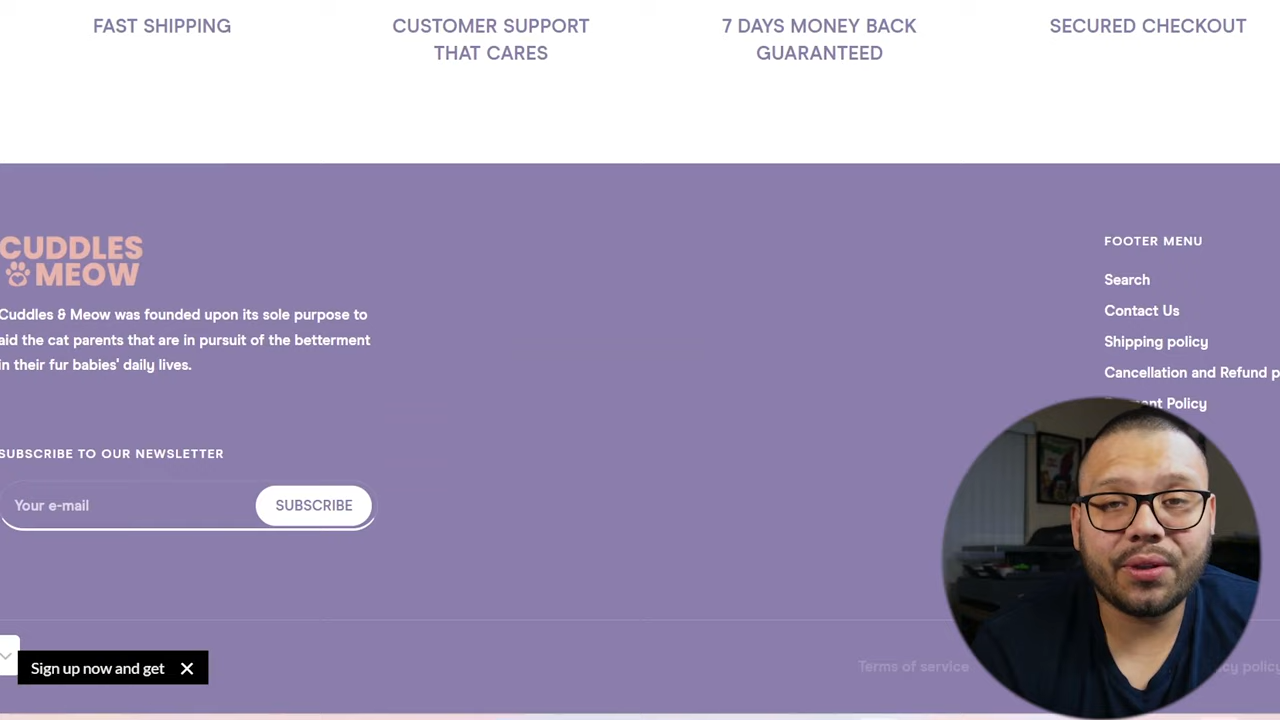 FAST SHIPPING
CUSTOMER SUPPORT
THAT CARES
7 DAYS MONEY BACK
GUARANTEED
SECURED CHECKOUT
CUDDLES
MEOW
Cuddles & Meow was founded upon its sole purpose to
aid the cat parents that are in pursuit of the betterment
in their fur babies' daily lives.
SUBSCRIBE TO OUR NEWSLETTER
Your e-mail
SUBSCRIBE
FOOTER MENU
Search
Contact Us
Shipping policy
Cancellation and Refund
Policy
Sign up now and get
Terms of service
policy